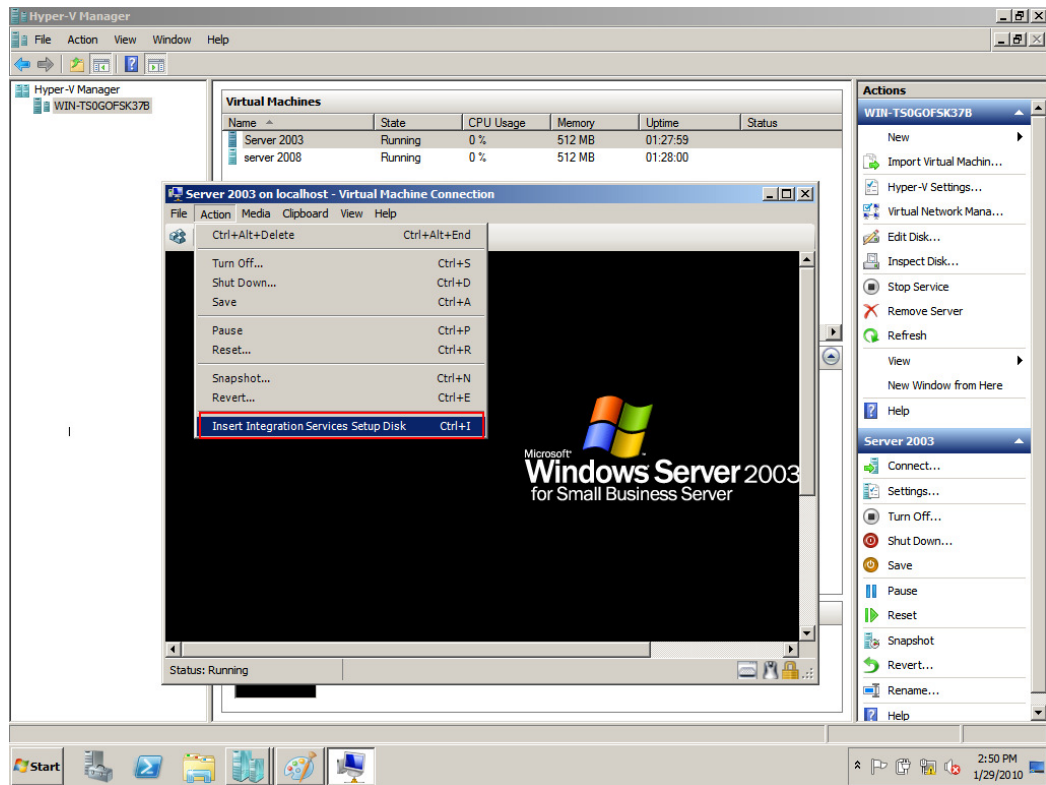 Hyper-V Manager
File Action View Window Help
Hyper-V Manager
WIN-TS0GOFSK37B
Virtual Machines
Name State CPU Usage Memory Uptime Status
Server 2003 Running 0 % 512 MB 01:27:59
server 2008 Running 0 % 512 MB 01:28:00
Server 2003 on localhost - Virtual Machine Connection
File Action Media Clipboard View Help
Ctrl+Alt+Delete Ctrl+Alt+End
Turn Off... Ctrl+S
Shut Down... Ctrl+D
Save Ctrl+A
Pause Ctrl+P
Reset... Ctrl+R
Snapshot... Ctrl+N
Revert... Ctrl+E
Insert Integration Services Setup Disk Ctrl+I
Microsoft
Windows Server 2003
for Small Business Server
Status: Running
Actions
WIN-TS0GOFSK37B
New
Import Virtual Machin...
Hyper-V Settings...
Virtual Network Mana...
Edit Disk...
Inspect Disk...
Stop Service
Remove Server
Refresh
View
New Window from Here
Help
Server 2003
Connect...
Settings...
Turn Off...
Shut Down...
Save
Pause
Reset
Snapshot
Revert...
Rename...
Help
Start
2:50 PM
1/29/2010